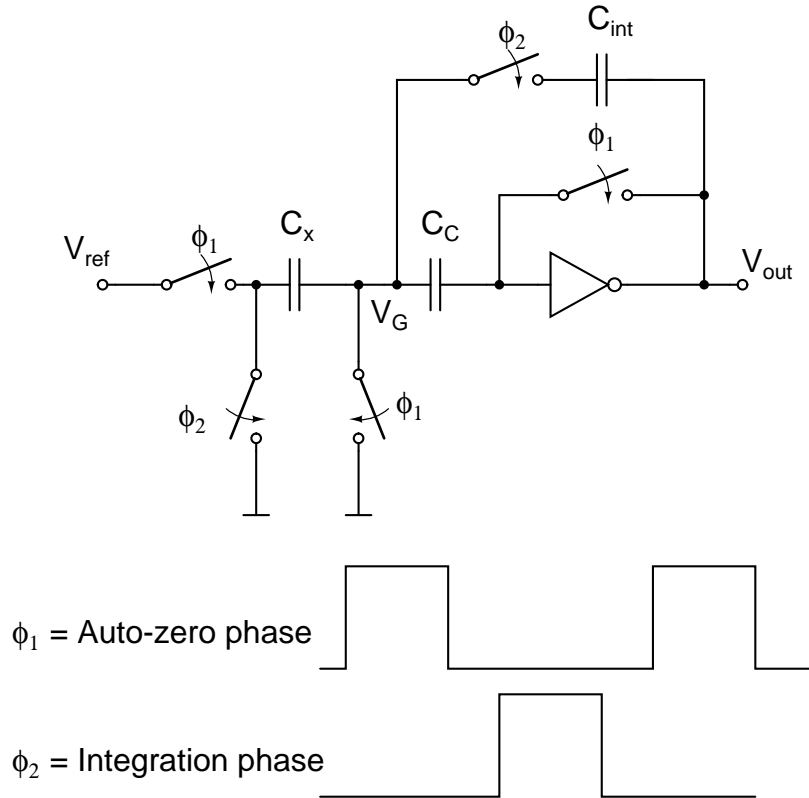 C_int
ϕ₂
ϕ₁
V_ref
ϕ₁
C_x
C_C
V_out
V_G
ϕ₂
ϕ₁
ϕ₁ = Auto-zero phase
ϕ₂ = Integration phase